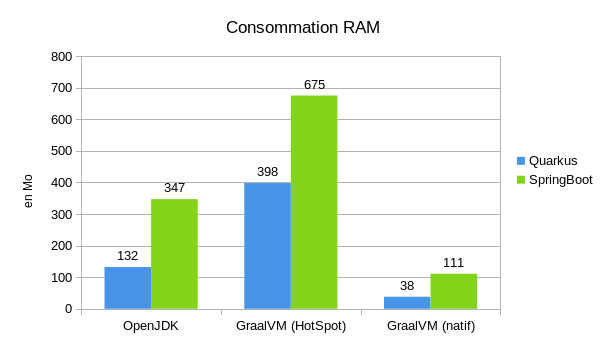 Consommation RAM
en Mo
800
700
600
500
400
300
200
100
0
132
347
398
675
38
111
OpenJDK
GraalVM (HotSpot)
GraalVM (natif)
Quarkus
SpringBoot